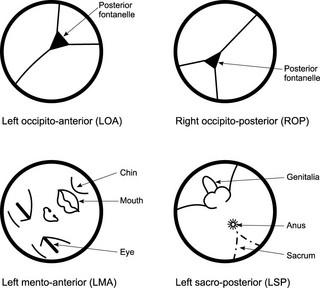 Posterior
fontanelle
Left occipito-anterior (LOA)
Posterior
fontanelle
Right occipito-posterior (ROP)
Chin
Mouth
Eye
Left mento-anterior (LMA)
Genitalia
Anus
Sacrum
Left sacro-posterior (LSP)